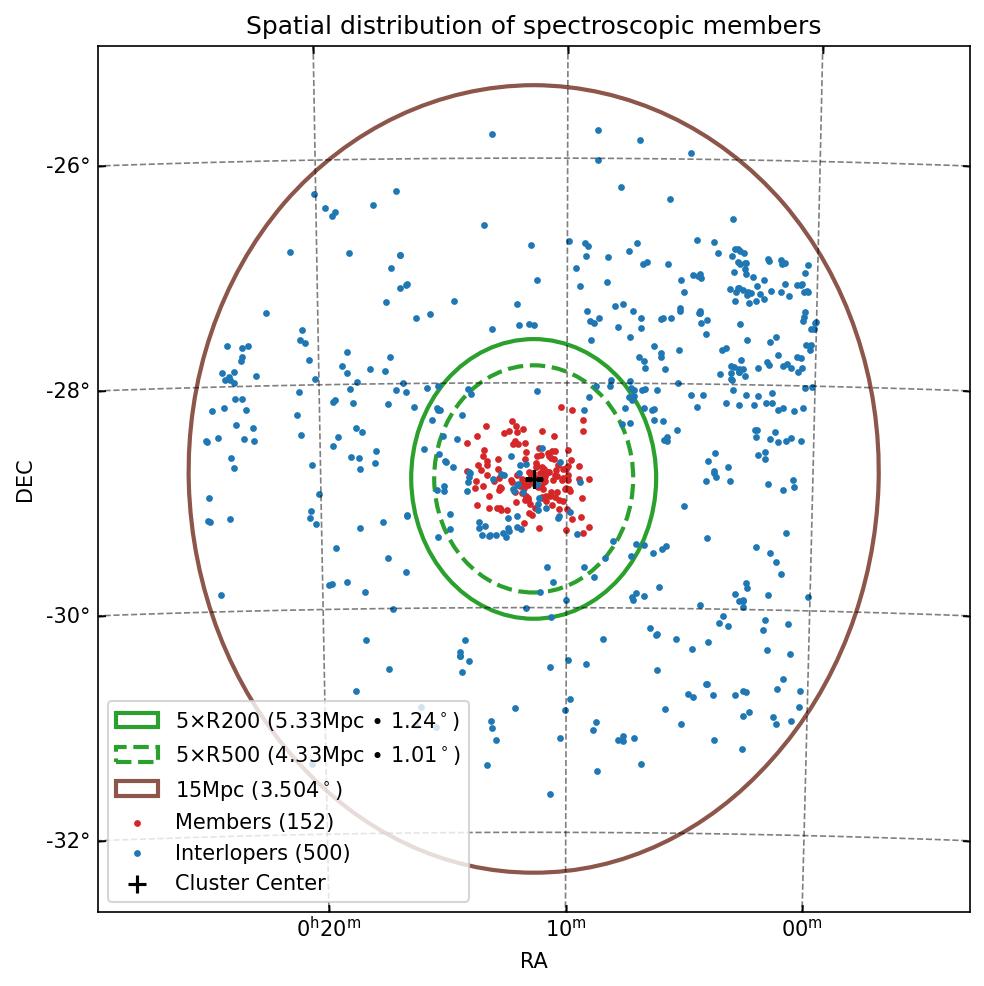 Spatial distribution of spectroscopic members
-26°
-28°
-30°
-32°
DEC
5×R200 (5.33Mpc • 1.24°)
5×R500 (4.33Mpc • 1.01°)
15Mpc (3.504°)
Members (152)
Interlopers (500)
Cluster Center
0ʰ20ᵐ 10ᵐ 00ᵐ
RA